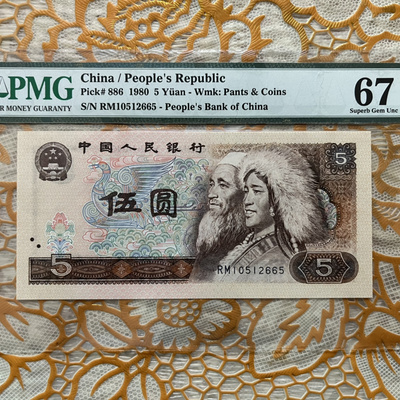 PMG
R MONEY GUARANTY
China / People's Republic
Pick# 886 1980 5 Yüan - Wmk: Pants & Coins
S/N RM10512665 - People's Bank of China
67
Superb Gem Unc
中国人民银行
5
伍圆
RM10512665
5
5